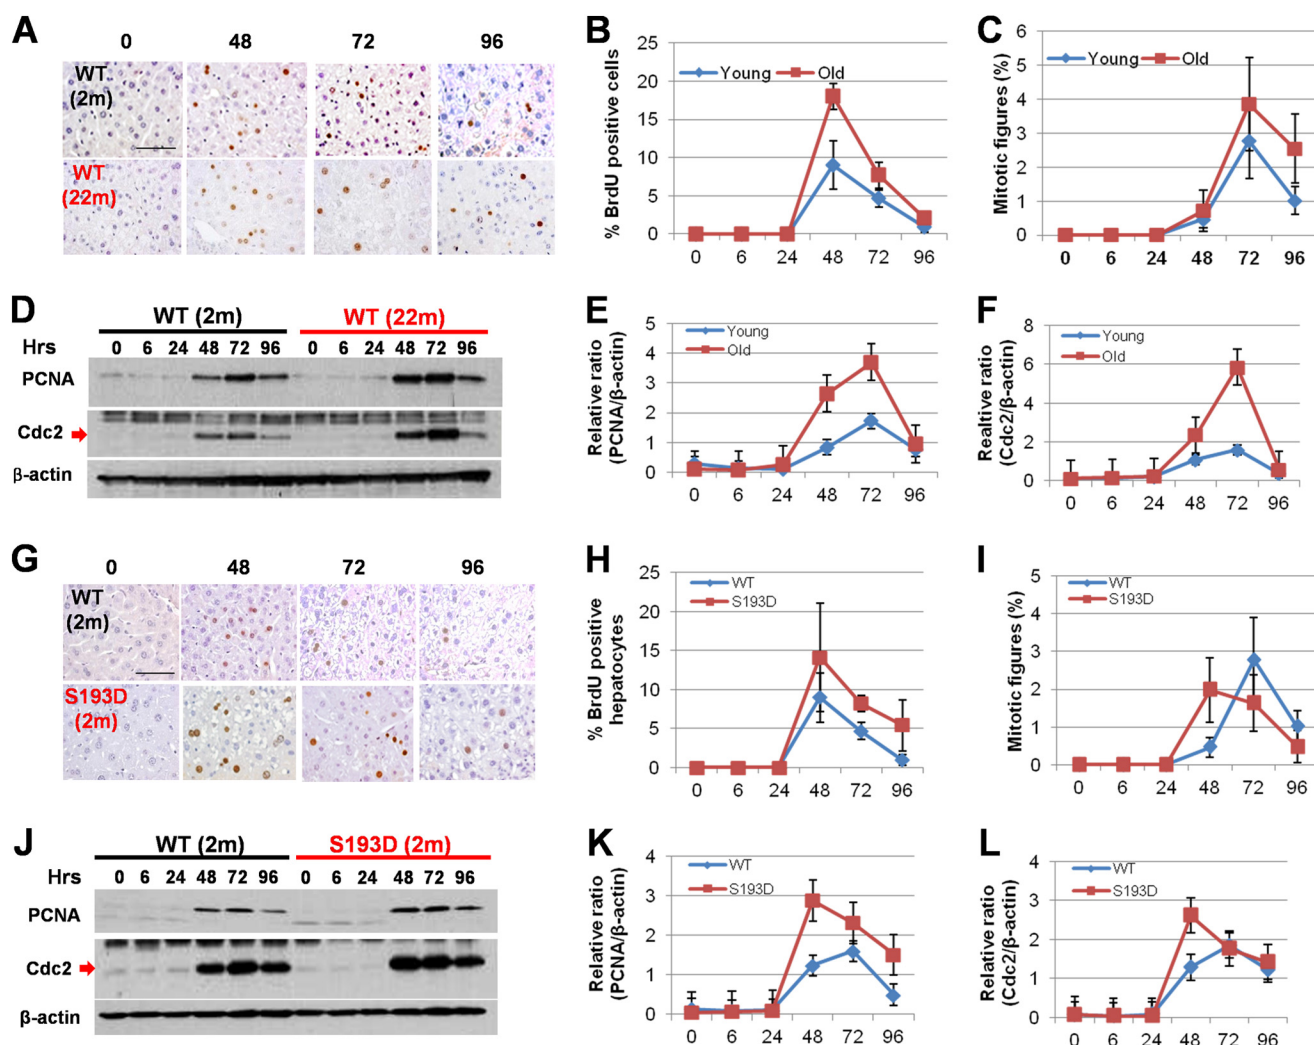 A
0 48 72 96
WT
(2m)
WT
(22m)
B
% BrdU positive cells
25
20
15
10
5
0
Young Old
0 6 24 48 72 96
C
Mitotic figures (%)
6
5
4
3
2
1
0
Young Old
0 6 24 48 72 96
D
WT (2m) WT (22m)
Hrs 0 6 24 48 72 96 0 6 24 48 72 96
PCNA
Cdc2
β-actin
E
Relative ratio
(PCNA/β-actin)
5
4
3
2
1
0
Young
Old
0 6 24 48 72 96
F
Realtive ratio
(Cdc2/β-actin)
8
6
4
2
0
Young
Old
0 6 24 48 72 96
G
0 48 72 96
WT
(2m)
S193D
(2m)
H
% BrdU positive
hepatocytes
25
20
15
10
5
0
WT
S193D
0 6 24 48 72 96
I
Mitotic figures (%)
5
4
3
2
1
0
WT
S193D
0 6 24 48 72 96
J
WT (2m) S193D (2m)
Hrs 0 6 24 48 72 96 0 6 24 48 72 96
PCNA
Cdc2
β-actin
K
Relative ratio
(PCNA/β-actin)
4
3
2
1
0
WT
S193D
0 6 24 48 72 96
L
Relative ratio
(Cdc2/β-actin)
4
3
2
1
0
WT
S193D
0 6 24 48 72 96